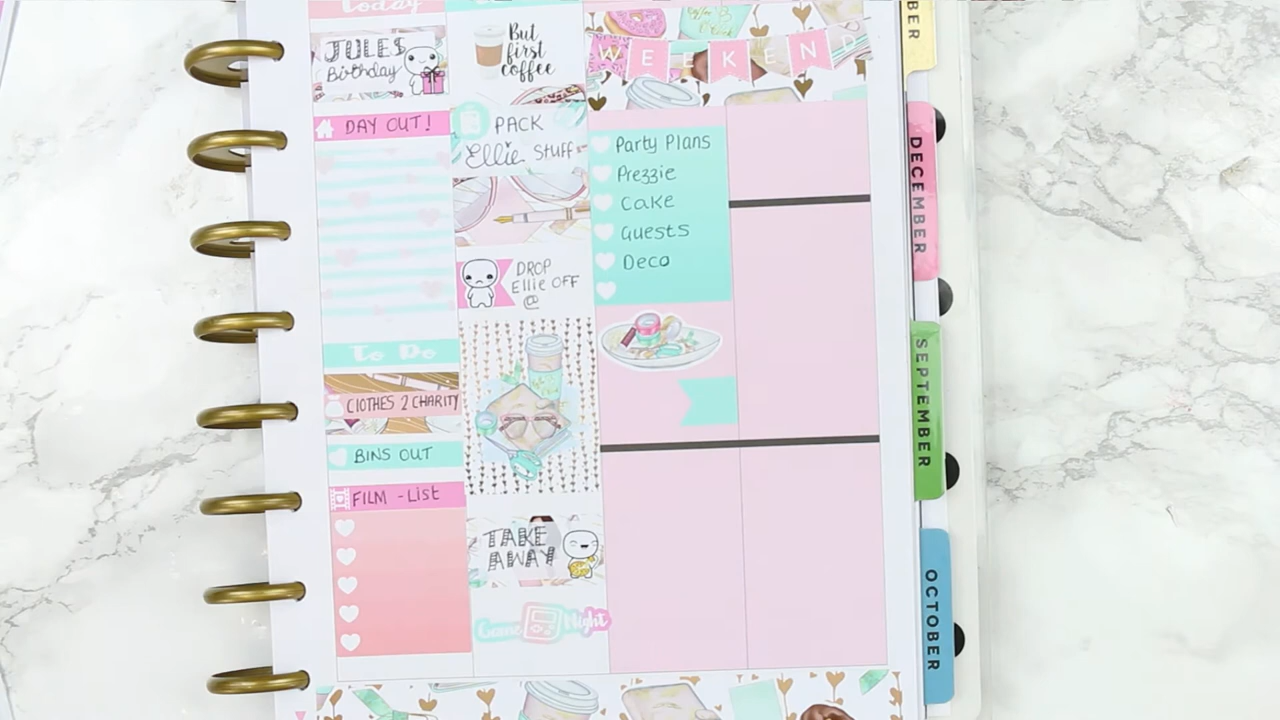 Today
JULES
Birthday
DAY OUT!
To Do
CLOTHES 2 CHARITY
BINS OUT
FILM - List
But
first
coffee
PACK
Ellie STUFF
DROP
Ellie OFF
@
TAKE
AWAY
Game Night
WEEKEND
Party Plans
Prezzie
Cake
Guests
Deco
BER
DECEMBER
SEPTEMBER
OCTOBER